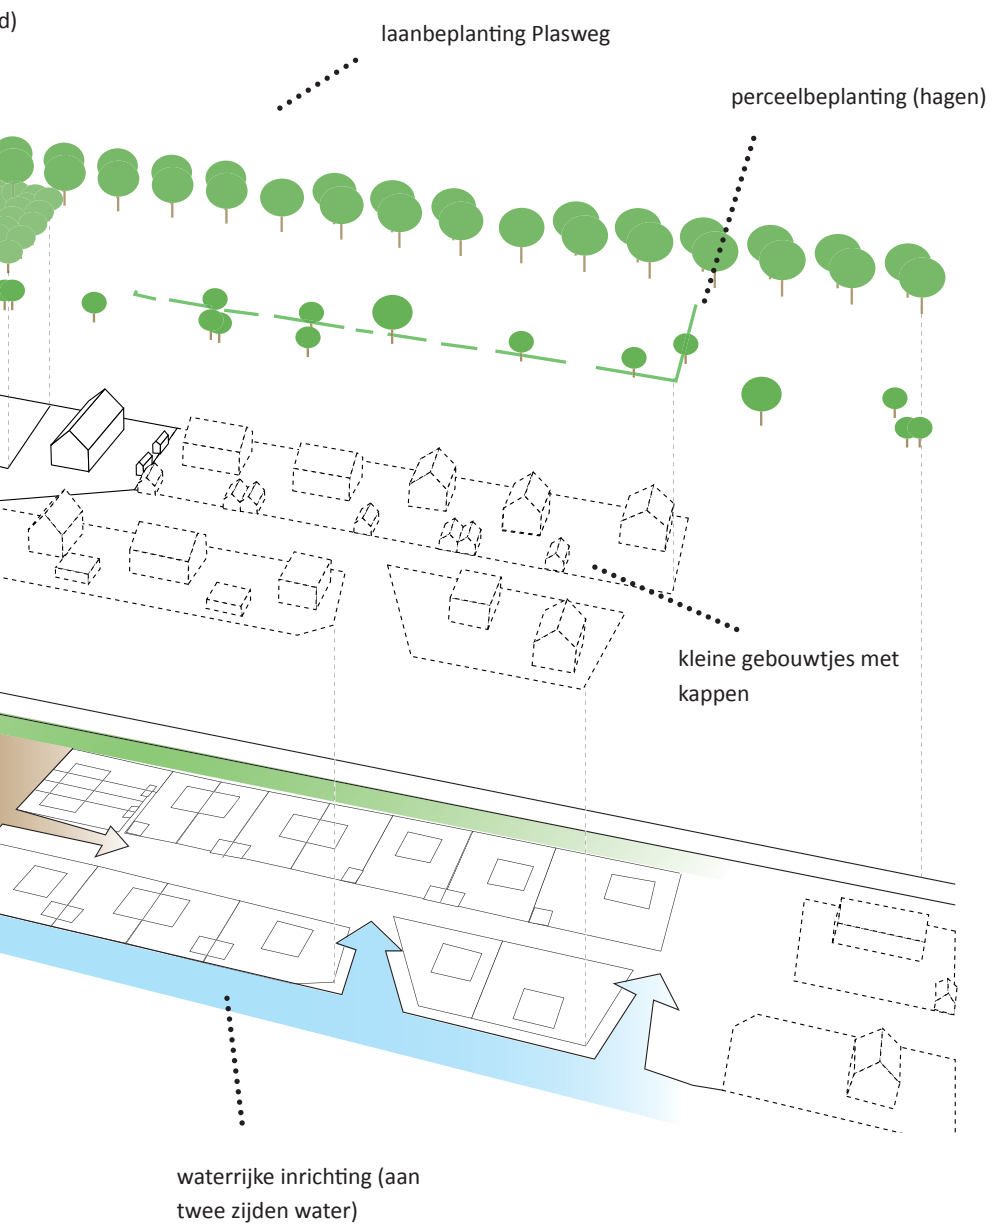 d)
laanbeplanting Plasweg
perceelbeplanting (hagen)
kleine gebouwtjes met
kappen
waterrijke inrichting (aan
twee zijden water)